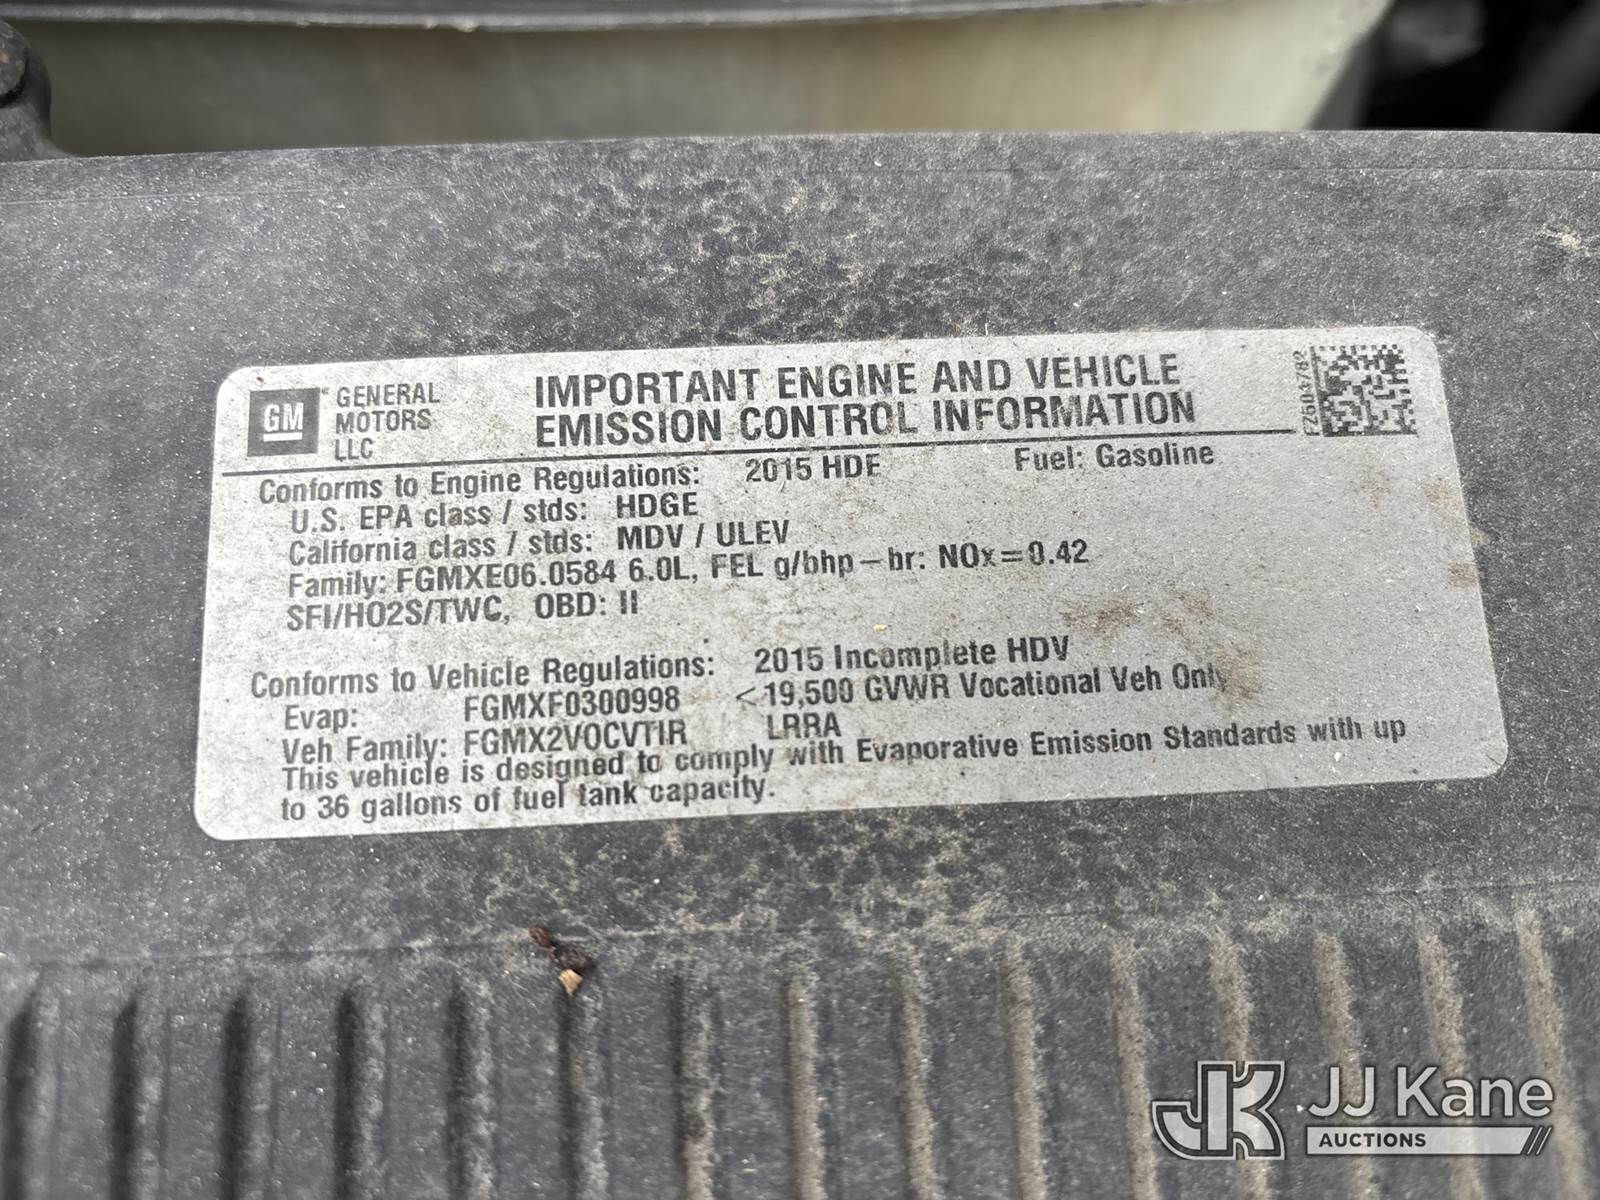 GM GENERAL MOTORS LLC
IMPORTANT ENGINE AND VEHICLE
EMISSION CONTROL INFORMATION
Conforms to Engine Regulations: 2015 HDE Fuel: Gasoline
U.S. EPA class / stds: HDGE
California class / stds: MDV / ULEV
Family: FGMXE06.0584 6.0L, FEL g/bhp-hr: NOx=0.42
SFI/HO2S/TWC, OBD: II
Conforms to Vehicle Regulations: 2015 Incomplete HDV
Evap: FGMXF0300998 <19,500 GVWR Vocational Veh Only
Veh Family: FGMX2VOCVTIR LRRA
This vehicle is designed to comply with Evaporative Emission Standards with up
to 36 gallons of fuel tank capacity.
JK JJ Kane
AUCTIONS